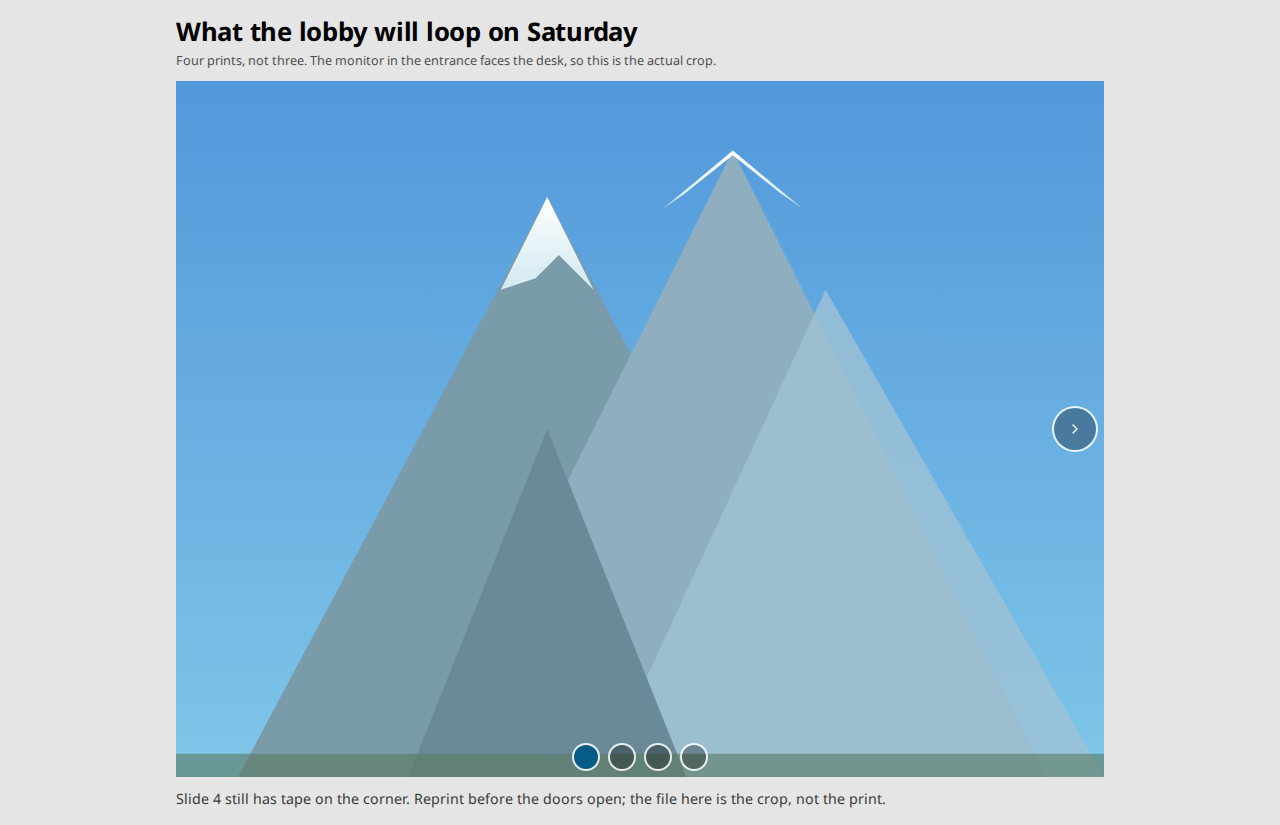 What the lobby will loop on Saturday
Four prints, not three. The monitor in the entrance faces the desk, so this is the actual crop.
Slide 4 still has tape on the corner. Reprint before the doors open; the file here is the crop, not the print.